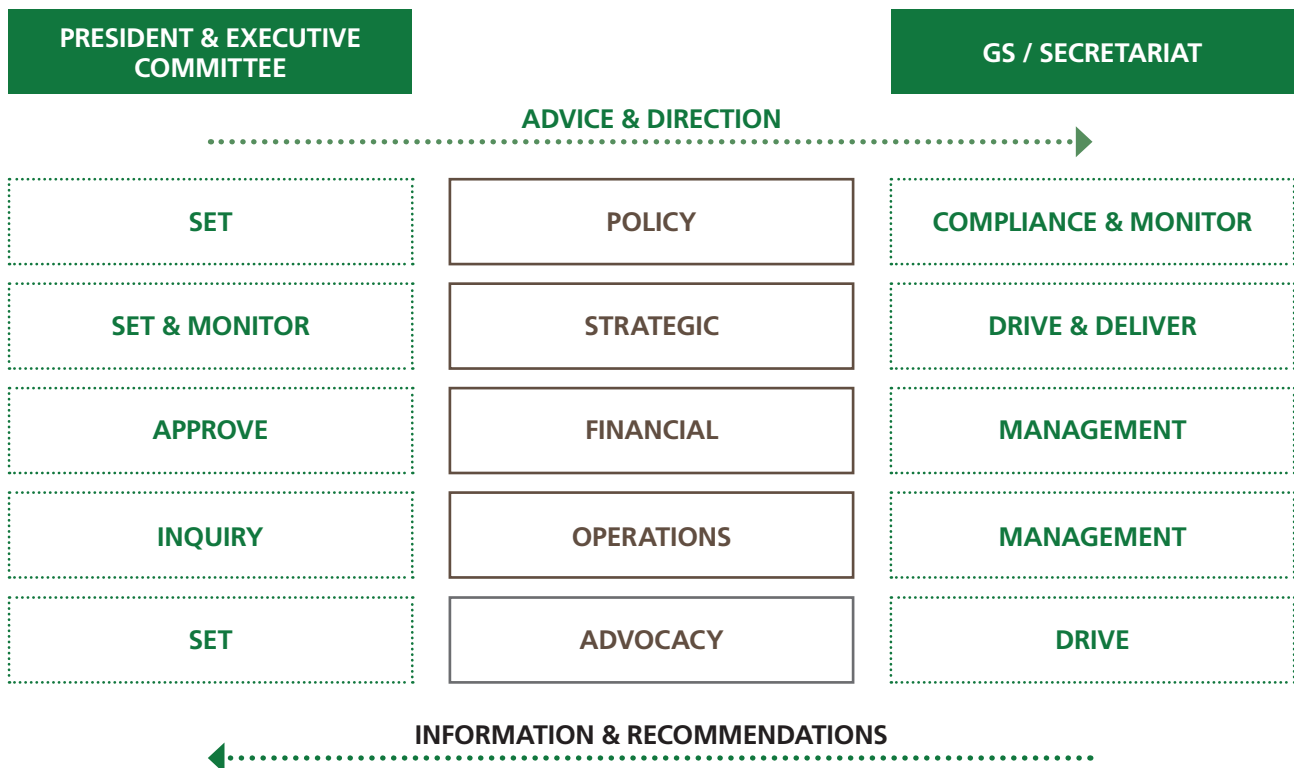 PRESIDENT & EXECUTIVE
COMMITTEE
GS / SECRETARIAT
ADVICE & DIRECTION
SET
POLICY
COMPLIANCE & MONITOR
SET & MONITOR
STRATEGIC
DRIVE & DELIVER
APPROVE
FINANCIAL
MANAGEMENT
INQUIRY
OPERATIONS
MANAGEMENT
SET
ADVOCACY
DRIVE
INFORMATION & RECOMMENDATIONS